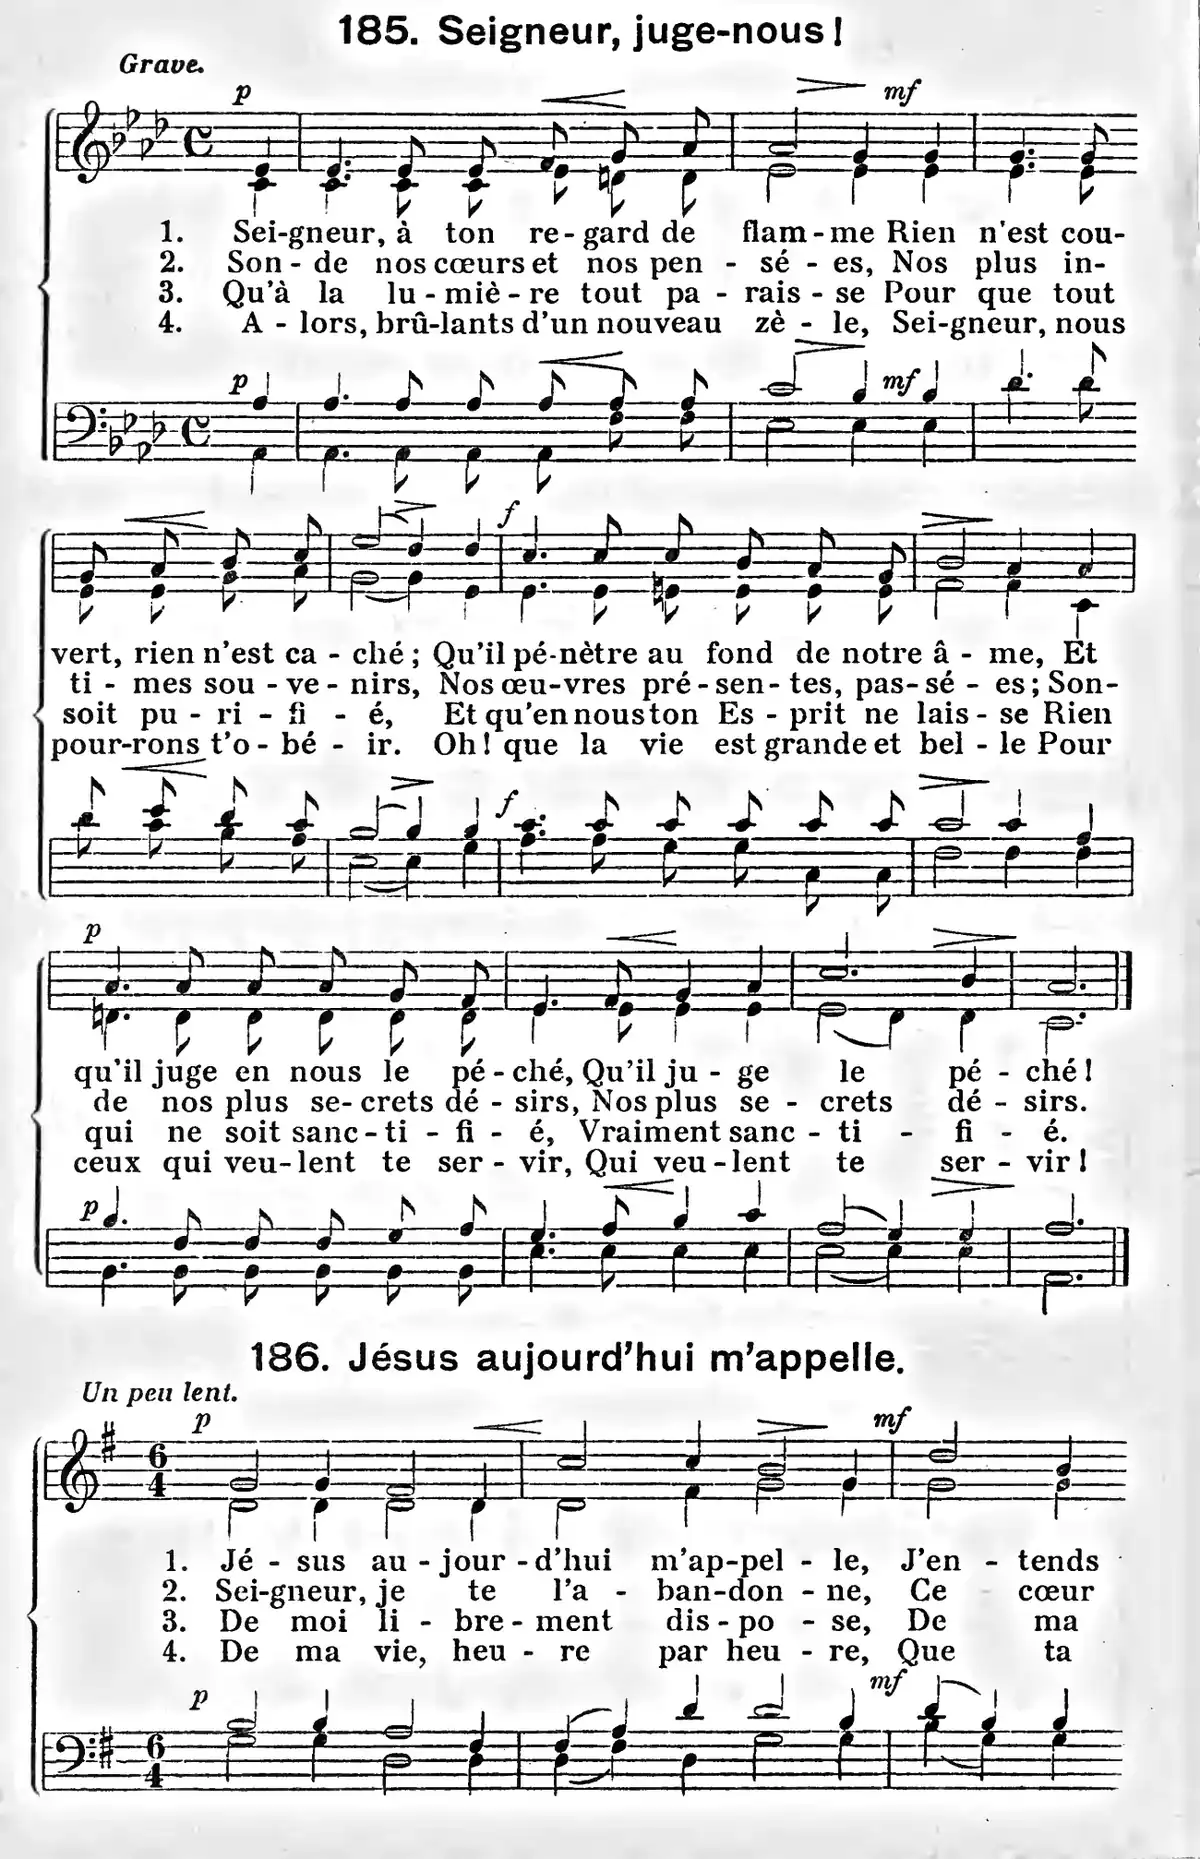 185. Seigneur, juge-nous !
Grave.
p mf
1. Sei-gneur, à ton re-gard de flam-me Rien n'est cou-
2. Son-de nos cœurs et nos pen-sé-es, Nos plus in-
3. Qu'à la lu-miè-re tout pa-rais-se Pour que tout
4. A-lors, brû-lants d'un nouveau zè-le, Sei-gneur, nous
p mf
f
vert, rien n'est ca-ché ; Qu'il pé-nètre au fond de notre â-me, Et
ti-mes sou-ve-nirs, Nos œu-vres pré-sen-tes, pas-sé-es ; Son-
soit pu-ri-fi-é, Et qu'en nous ton Es-prit ne lais-se Rien
pour-rons t'o-bé-ir. Oh ! que la vie est grande et bel-le Pour
f
p
qu'il juge en nous le pé-ché, Qu'il ju-ge le pé-ché !
de nos plus se-crets dé-sirs, Nos plus se-crets dé-sirs.
qui ne soit sanc-ti-fi-é, Vraiment sanc-ti-fi-é.
ceux qui veu-lent te ser-vir, Qui veu-lent te ser-vir !
p
186. Jésus aujourd'hui m'appelle.
Un peu lent.
p mf
6
4
1. Jé-sus au-jour-d'hui m'ap-pel-le, J'en-tends
2. Sei-gneur, je te l'a-ban-don-ne, Ce cœur
3. De moi li-bre-ment dis-po-se, De ma
4. De ma vie, heu-re par heu-re, Que ta
p mf
6
4